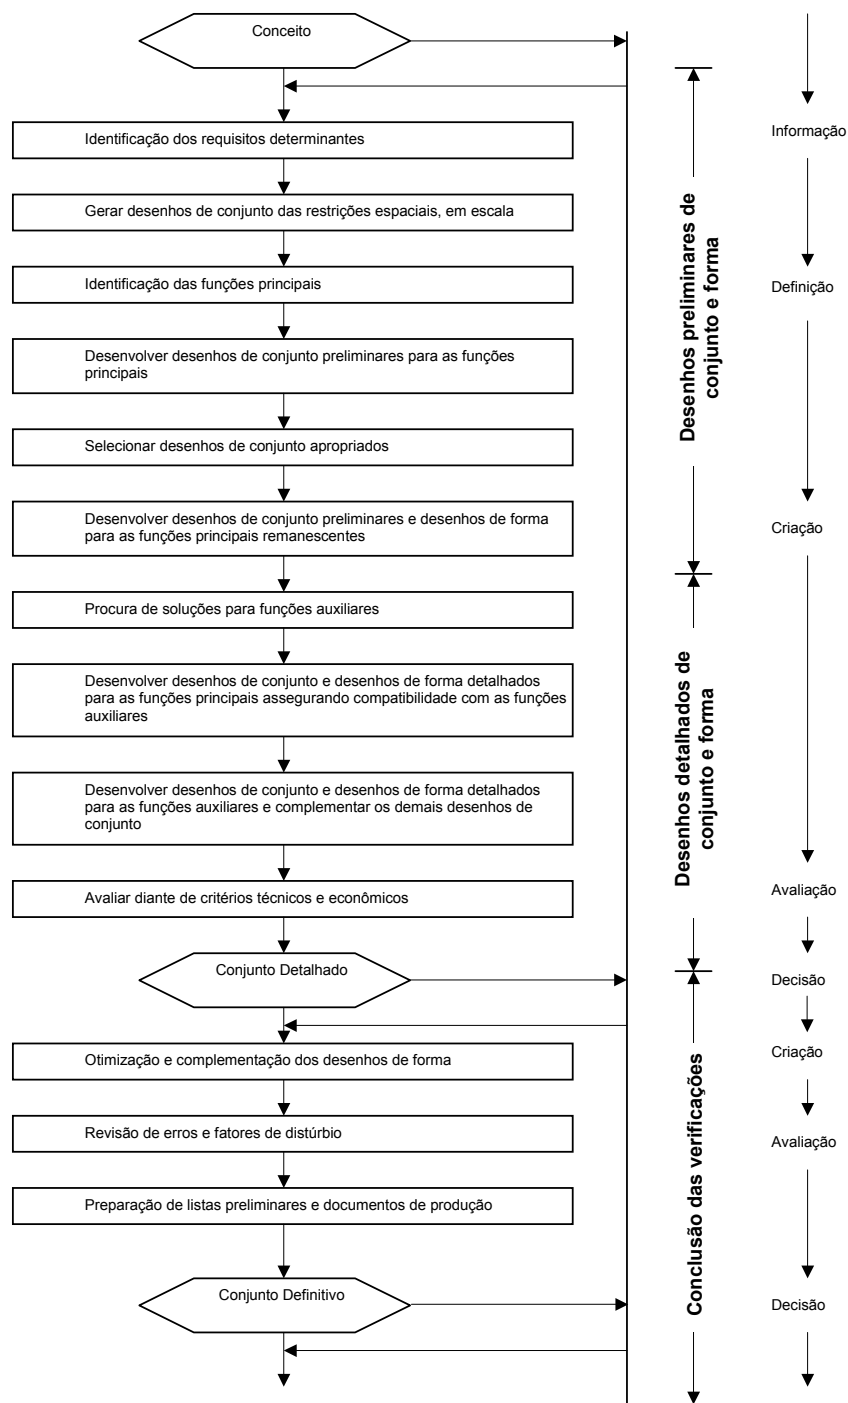 Conceito
Identificação dos requisitos determinantes
Gerar desenhos de conjunto das restrições espaciais, em escala
Identificação das funções principais
Desenvolver desenhos de conjunto preliminares para as funções
principais
Selecionar desenhos de conjunto apropriados
Desenvolver desenhos de conjunto preliminares e desenhos de forma
para as funções principais remanescentes
Procura de soluções para funções auxiliares
Desenvolver desenhos de conjunto e desenhos de forma detalhados
para as funções principais assegurando compatibilidade com as funções
auxiliares
Desenvolver desenhos de conjunto e desenhos de forma detalhados
para as funções auxiliares e complementar os demais desenhos de
conjunto
Avaliar diante de critérios técnicos e econômicos
Conjunto Detalhado
Otimização e complementação dos desenhos de forma
Revisão de erros e fatores de distúrbio
Preparação de listas preliminares e documentos de produção
Conjunto Definitivo
Desenhos preliminares de
conjunto e forma
Desenhos detalhados de
conjunto e forma
Conclusão das verificações
Informação
Definição
Criação
Avaliação
Decisão
Criação
Avaliação
Decisão